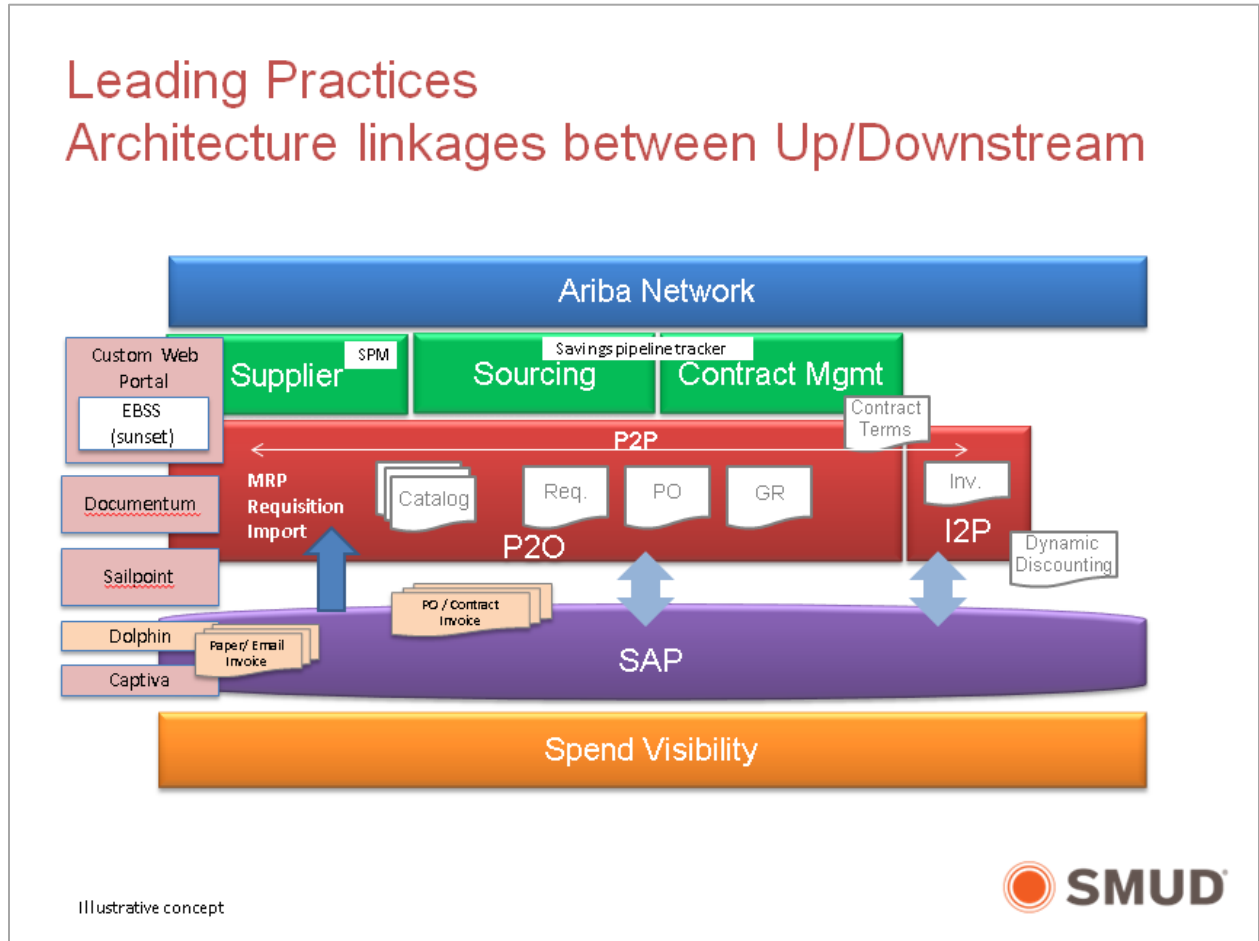 Leading Practices
Architecture linkages between Up/Downstream
Ariba Network
Custom Web
Portal
EBSS
(sunset)
SPM
Supplier
Savings pipeline tracker
Sourcing
Contract Mgmt
Contract
Terms
P2P
MRP
Requisition
Import
Catalog
Req.
PO
GR
Inv.
P2O
I2P
Dynamic
Discounting
Documentum
Sailpoint
Dolphin
Captiva
PO / Contract
Invoice
Paper/ Email
Invoice
SAP
Spend Visibility
Illustrative concept
SMUD